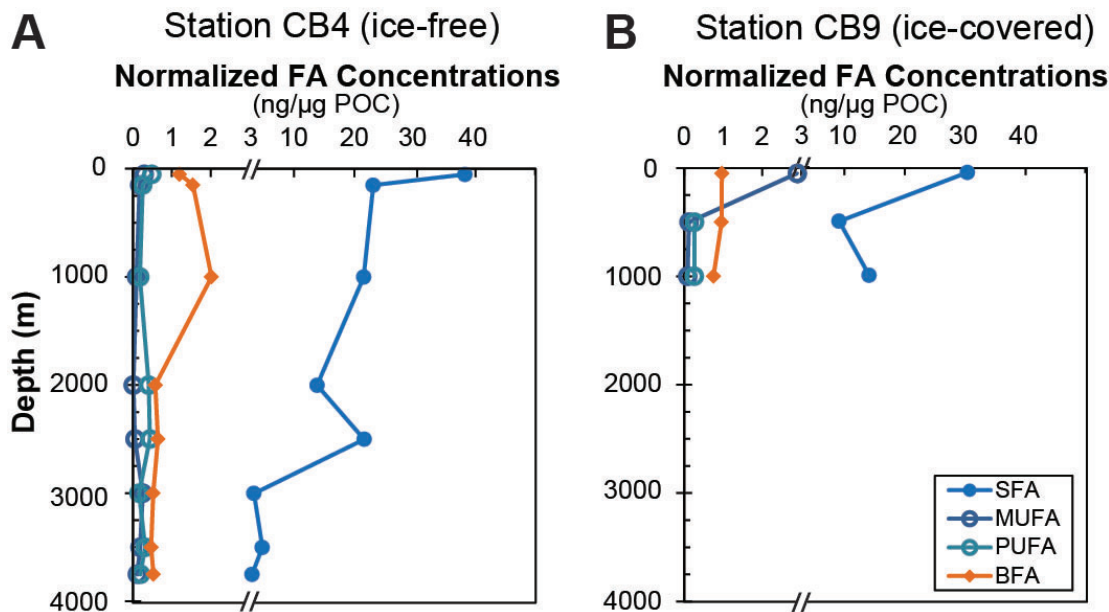 A
Station CB4 (ice-free)
Normalized FA Concentrations
(ng/µg POC)
0 1 2 3 10 20 30 40
Depth (m)
0
1000
2000
3000
4000
B
Station CB9 (ice-covered)
Normalized FA Concentrations
(ng/µg POC)
0 1 2 3 10 20 30 40
0
1000
2000
3000
4000
SFA
MUFA
PUFA
BFA